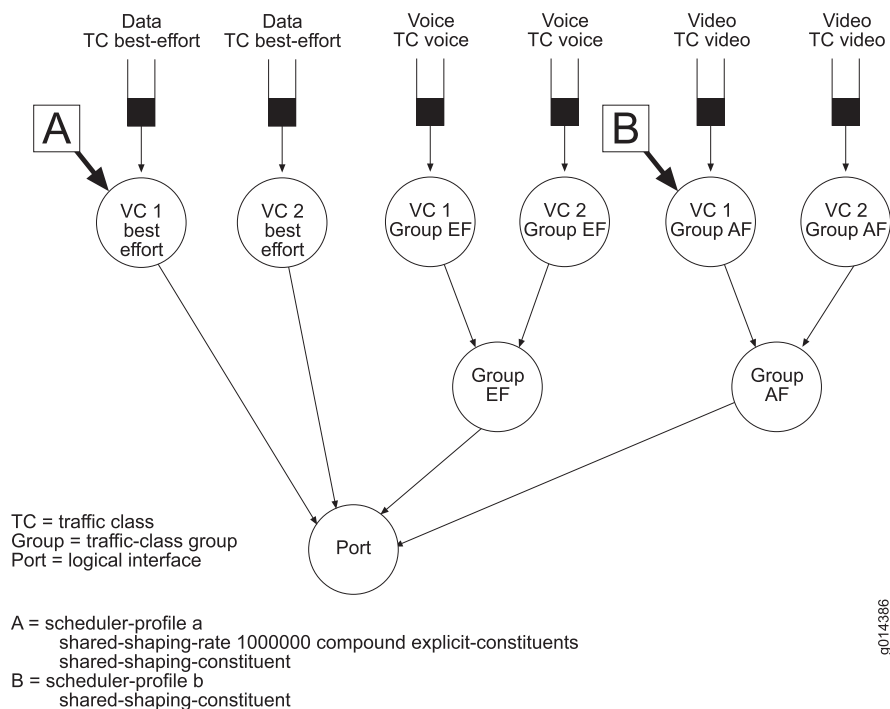 Data
TC best-effort
Data
TC best-effort
Voice
TC voice
Voice
TC voice
Video
TC video
Video
TC video
A
B
VC 1
best
effort
VC 2
best
effort
VC 1
Group EF
VC 2
Group EF
VC 1
Group AF
VC 2
Group AF
Group
EF
Group
AF
Port
TC = traffic class
Group = traffic-class group
Port = logical interface
A = scheduler-profile a
shared-shaping-rate 1000000 compound explicit-constituents
shared-shaping-constituent
B = scheduler-profile b
shared-shaping-constituent
g014386